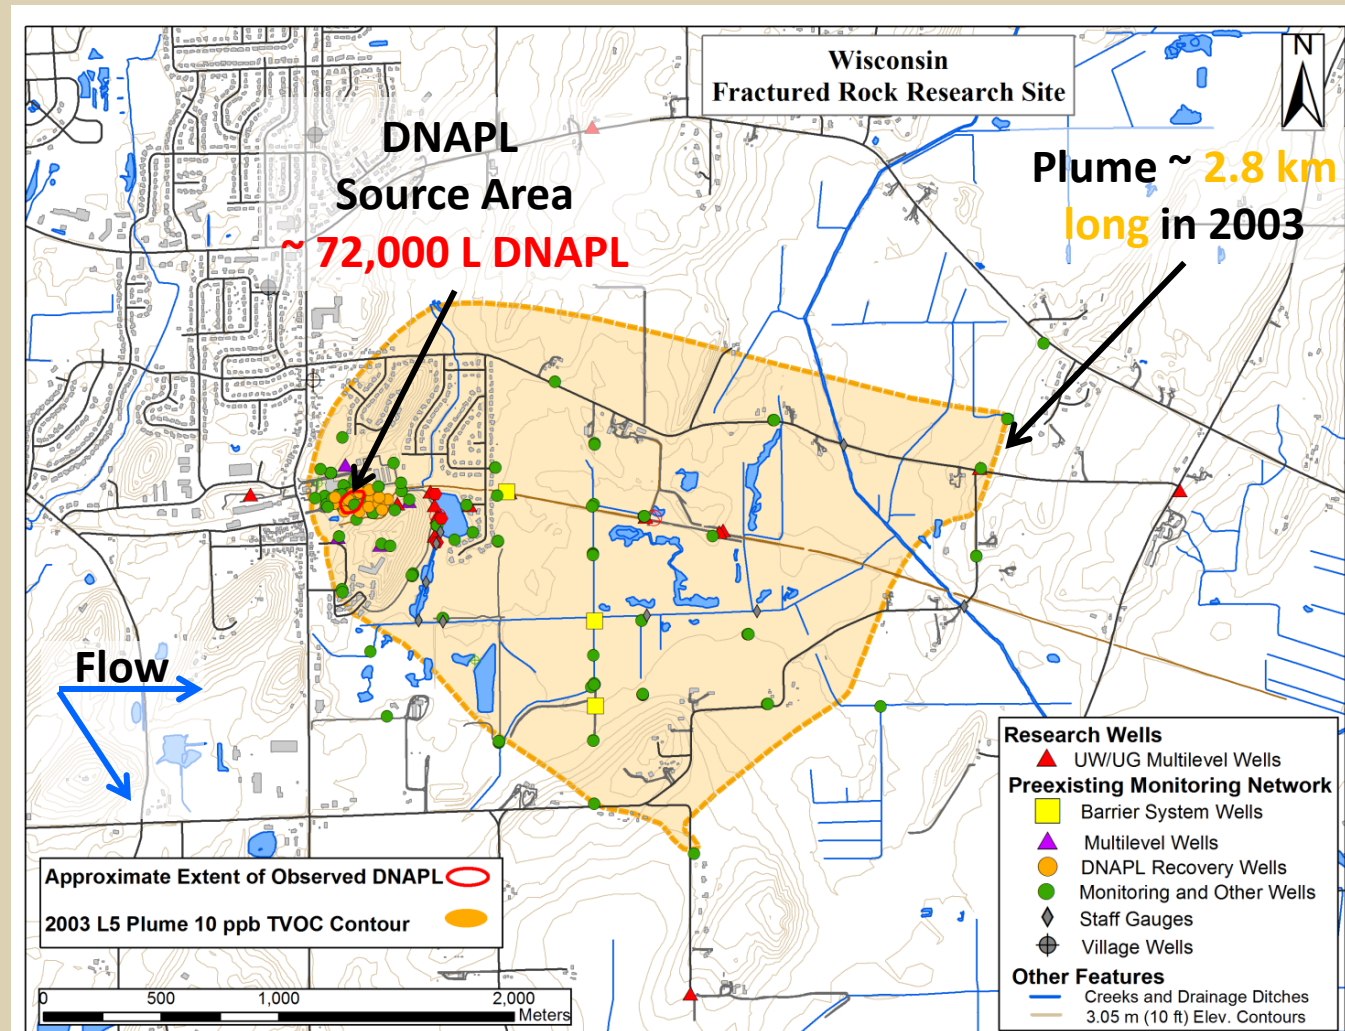 Wisconsin
Fractured Rock Research Site
N
DNAPL
Source Area
~ 72,000 L DNAPL
Plume ~ 2.8 km
long in 2003
Flow
Research Wells
UW/UG Multilevel Wells
Preexisting Monitoring Network
Barrier System Wells
Multilevel Wells
DNAPL Recovery Wells
Monitoring and Other Wells
Staff Gauges
Village Wells
Other Features
Creeks and Drainage Ditches
3.05 m (10 ft) Elev. Contours
Approximate Extent of Observed DNAPL
2003 L5 Plume 10 ppb TVOC Contour
0 500 1,000 2,000
Meters